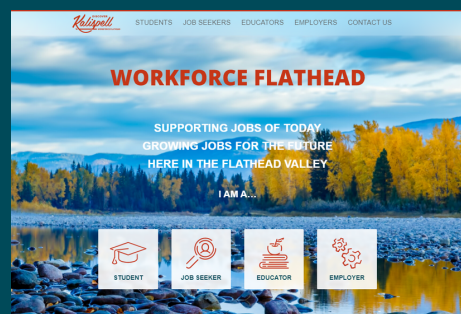 Kalispell
STUDENTS JOB SEEKERS EDUCATORS EMPLOYERS CONTACT US
WORKFORCE FLATHEAD
SUPPORTING JOBS OF TODAY
GROWING JOBS FOR THE FUTURE
HERE IN THE FLATHEAD VALLEY
I AM A...
STUDENT JOB SEEKER EDUCATOR EMPLOYER